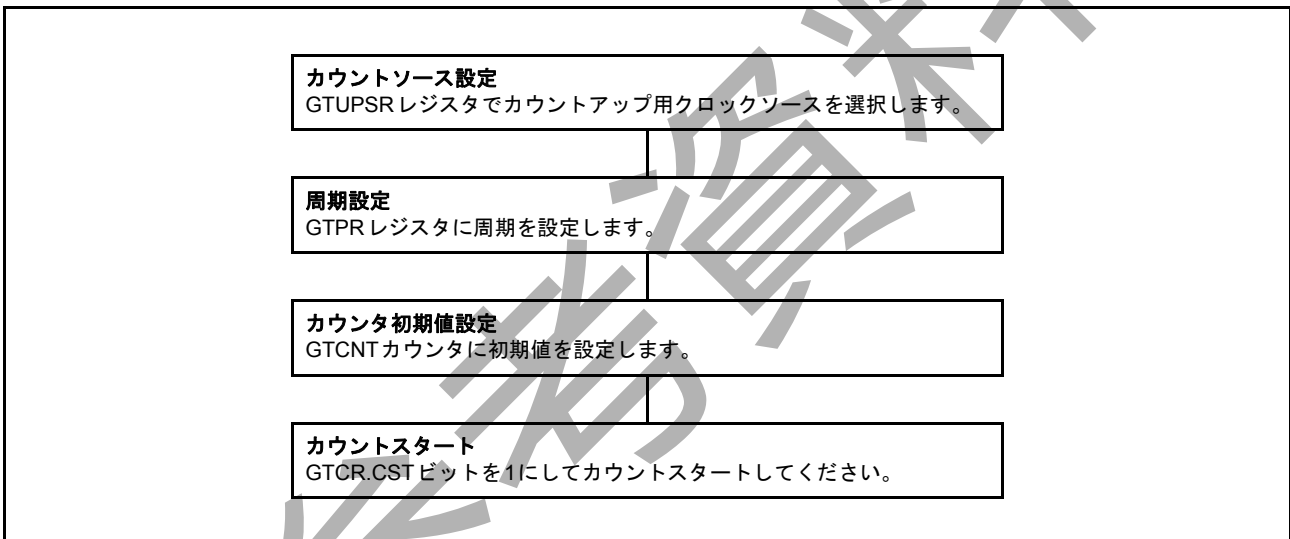 カウントソース設定
GTUPSRレジスタでカウントアップ用クロックソースを選択します。
周期設定
GTPRレジスタに周期を設定します。
カウンタ初期値設定
GTCNTカウンタに初期値を設定します。
カウントスタート
GTCR.CSTビットを1にしてカウントスタートしてください。
参考資料